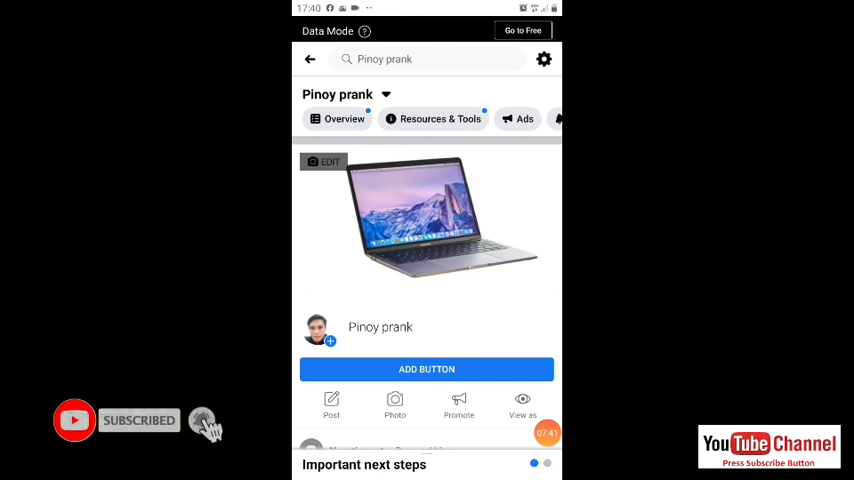 17:40
Data Mode
Go to Free
Pinoy prank
Pinoy prank
Overview
Resources & Tools
Ads
EDIT
Pinoy prank
ADD BUTTON
Post
Photo
Promote
View as
07:41
Important next steps
SUBSCRIBED
YouTube Channel
Press Subscribe Button